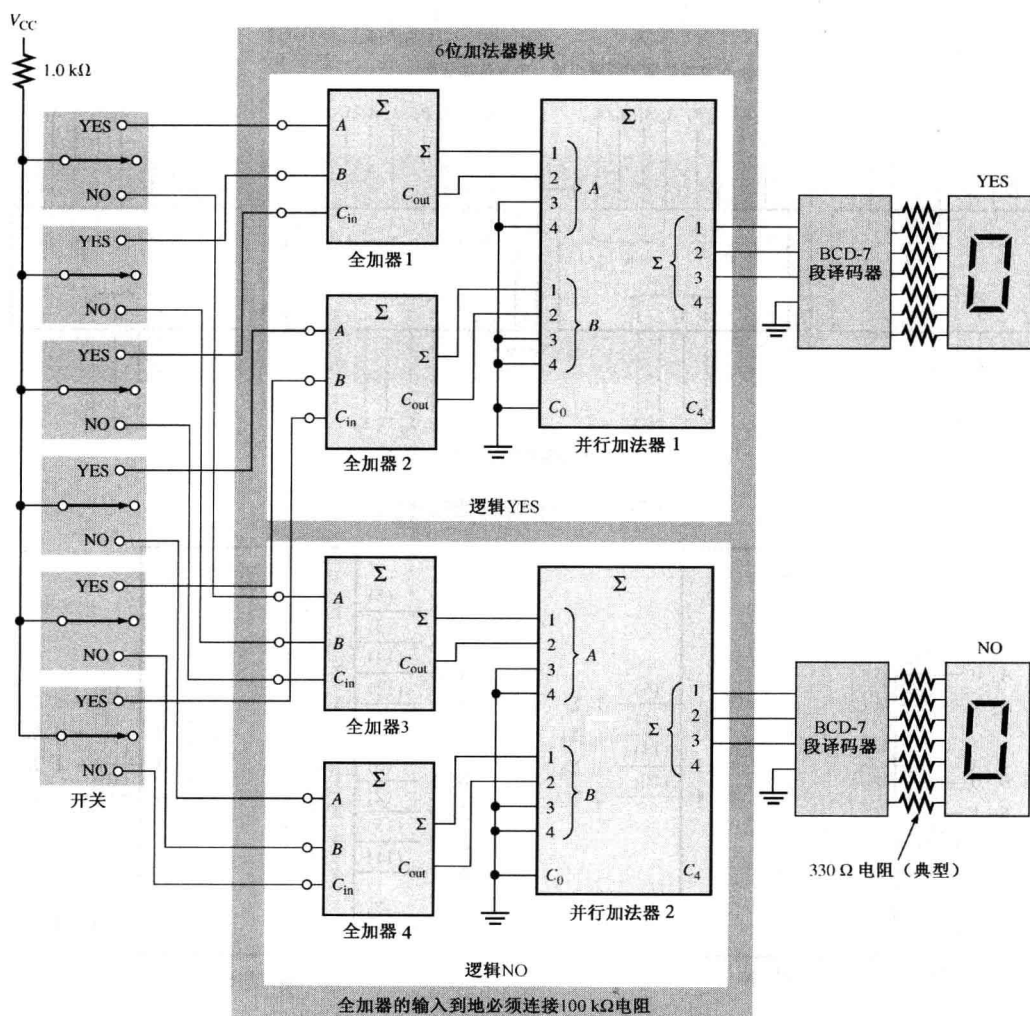 V_CC
1.0 kΩ
6位加法器模块
YES
NO
YES
NO
YES
NO
YES
NO
YES
NO
YES
NO
开关
Σ
A
B
C_in
Σ
C_out
全加器 1
Σ
A
B
C_in
Σ
C_out
全加器 2
Σ
1
2
3
4
A
1
2
3
4
B
C_0
Σ
1
2
3
4
C_4
并行加法器 1
逻辑YES
BCD-7
段译码器
YES
Σ
A
B
C_in
Σ
C_out
全加器3
Σ
A
B
C_in
Σ
C_out
全加器 4
Σ
1
2
3
4
A
1
2
3
4
B
C_0
Σ
1
2
3
4
C_4
并行加法器 2
逻辑NO
BCD-7
段译码器
NO
330 Ω 电阻（典型）
全加器的输入到地必须连接100 kΩ电阻